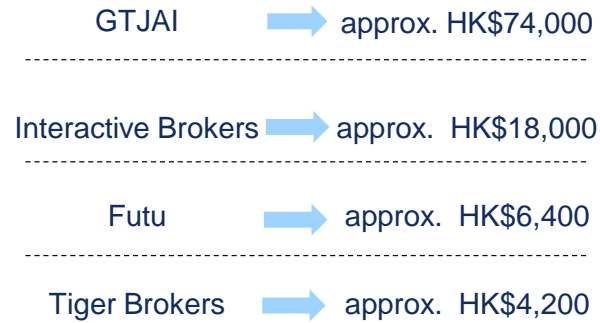 GTJAI approx. HK$74,000
Interactive Brokers approx. HK$18,000
Futu approx. HK$6,400
Tiger Brokers approx. HK$4,200